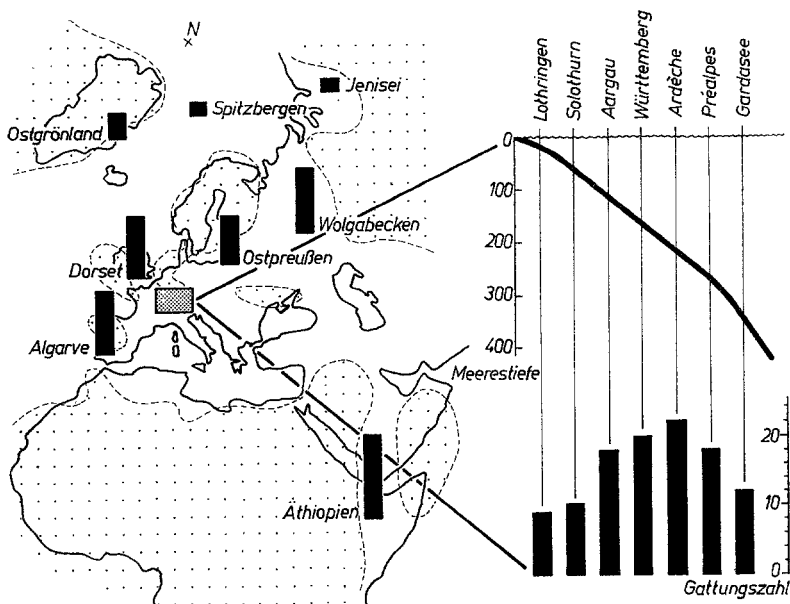 N
Jenisei
Spitzbergen
Ostgrönland
Wolgabecken
Ostpreußen
Dorset
Algarve
Äthiopien
Lothringen
Solothurn
Aargau
Württemberg
Ardèche
Préalpes
Gardasee
0
100
200
300
400
Meerestiefe
20
10
0
Gattungszahl